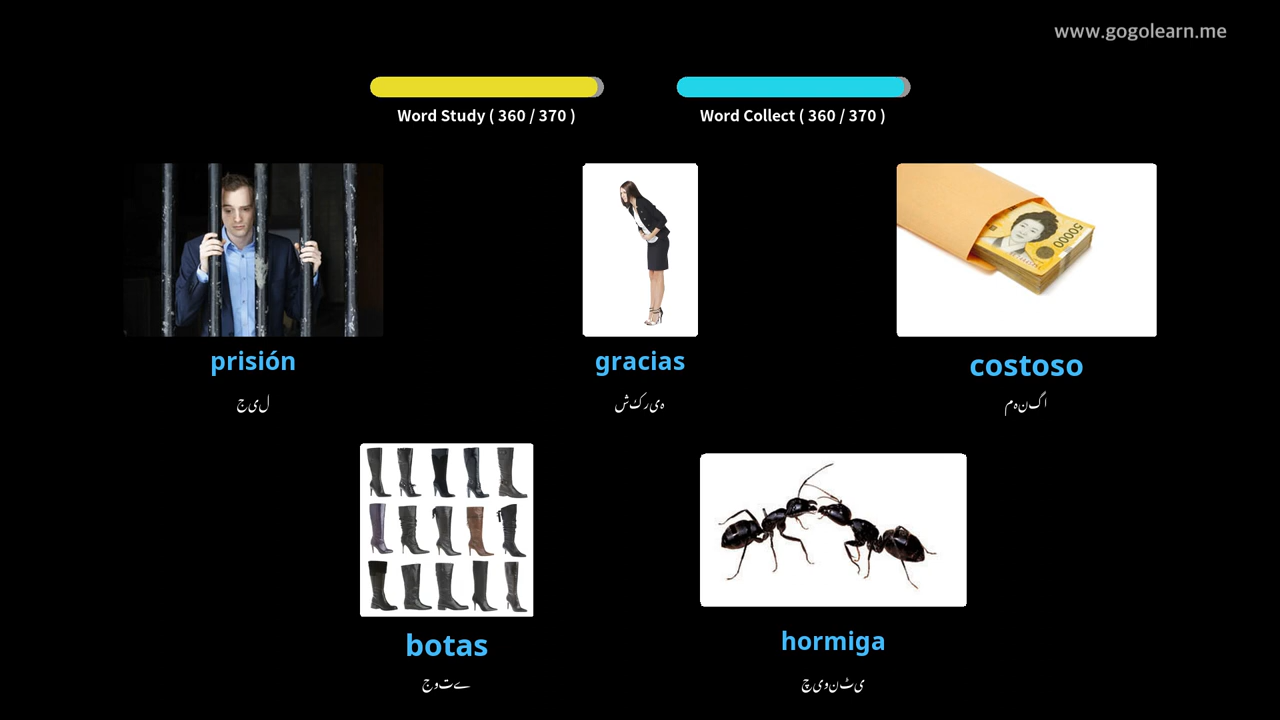 www.gogolearn.me
Word Study ( 360 / 370 )
Word Collect ( 360 / 370 )
prisión
gracias
costoso
جیل
شکریہ
مہنگا
botas
hormiga
جوتے
چیونٹی